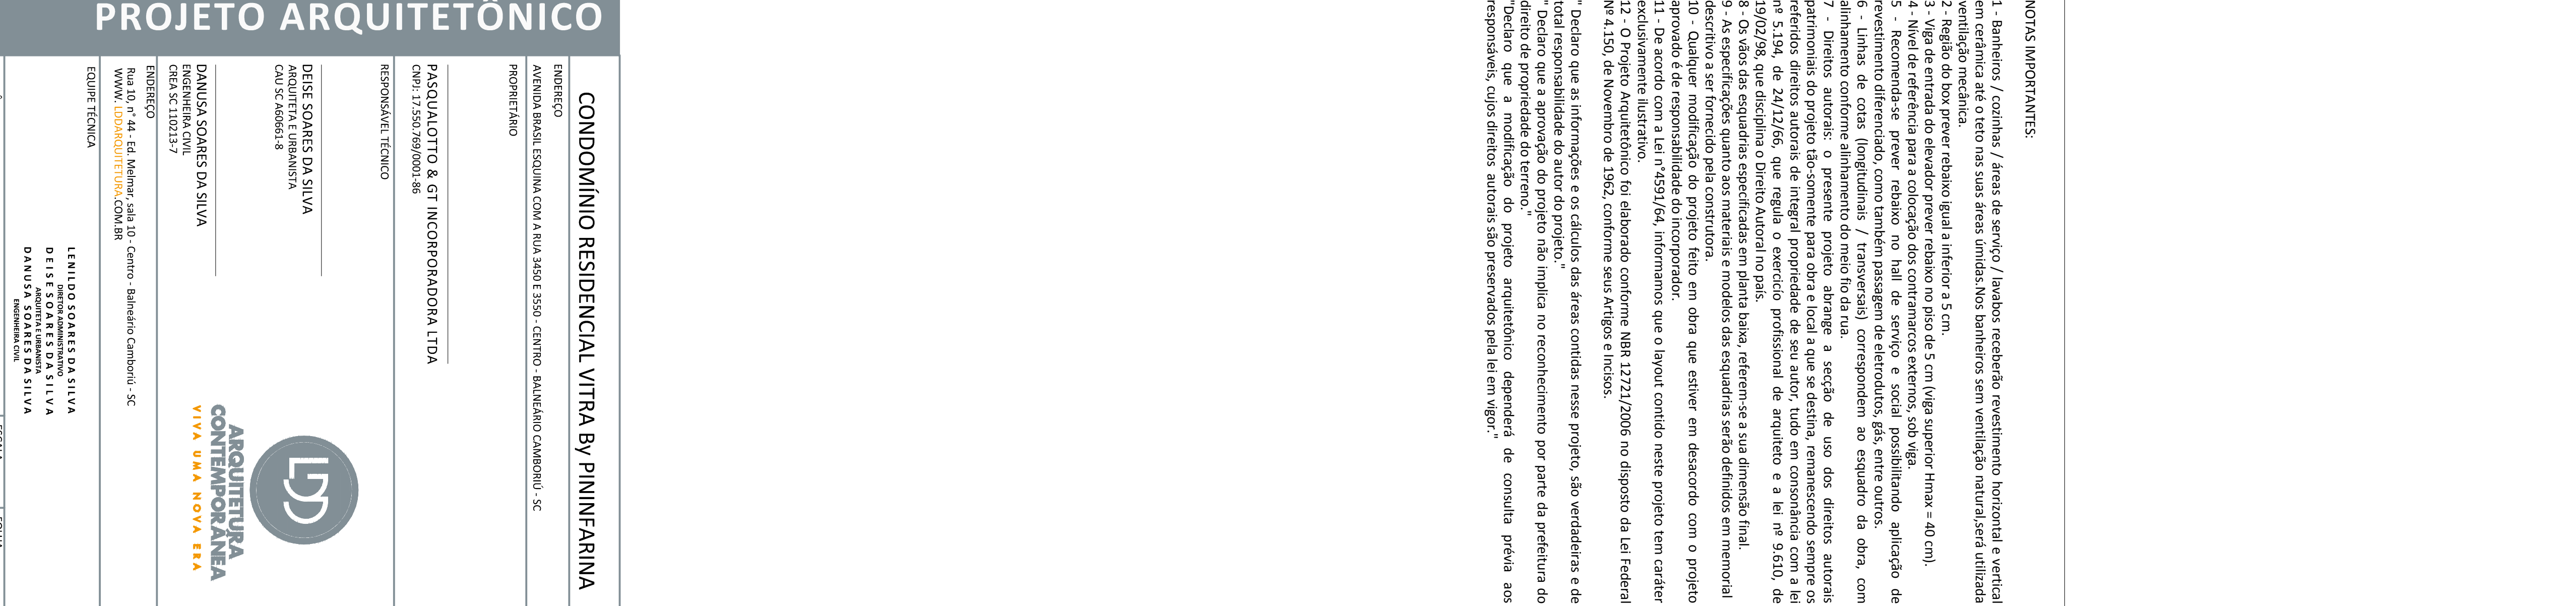 NOTAS IMPORTANTES:
1 - Banheiros / cozinhas / áreas de serviço / lavabos receberão revestimento horizontal e vertical
em cerâmica até o teto nas suas áreas úmidas.Nos banheiros sem ventilação natural,será utilizada
ventilação mecânica.
2 - Região do box prever rebaixo igual a inferior a 5 cm.
3 - Viga de entrada do elevador prever rebaixo no piso de 5 cm (viga superior Hmax = 40 cm).
4 - Nível de referência para a colocação dos contramarcos externos, sob viga.
5 - Recomenda-se prever rebaixo no hall de serviço e social possibilitando aplicação de
revestimento diferenciado, como também passagem de eletrodutos, gás, entre outros.
6 - Linhas de cotas (longitudinais / transversais) correspondem ao esquadro da obra, com
alinhamento conforme alinhamento do meio fio da rua.
7 - Direitos autorais: o presente projeto abrange a secção de uso dos direitos autorais
patrimoniais do projeto tão-somente para obra e local a que se destina, remanescendo sempre os
referidos direitos autorais de integral propriedade de seu autor, tudo em consonância com a lei
nº 5.194, de 24/12/66, que regula o exercício profissional de arquiteto e a lei nº 9.610, de
19/02/98, que disciplina o Direito Autoral no país.
8 - Os vãos das esquadrias especificadas em planta baixa, referem-se a sua dimensão final.
9 - As especificações quanto aos materiais e modelos das esquadrias serão definidos em memorial
descritivo a ser fornecido pela construtora.
10 - Qualquer modificação do projeto feito em obra que estiver em desacordo com o projeto
aprovado é de responsabilidade do incorporador.
11 - De acordo com a Lei n°4591/64, informamos que o layout contido neste projeto tem caráter
exclusivamente ilustrativo.
12 - O Projeto Arquitetônico foi elaborado conforme NBR 12721/2006 no disposto da Lei Federal
Nº 4.150, de Novembro de 1962, conforme seus Artigos e Incisos.
" Declaro que as informações e os cálculos das áreas contidas nesse projeto, são verdadeiras e de
total responsabilidade do autor do projeto."
" Declaro que a aprovação do projeto não implica no reconhecimento por parte da prefeitura do
direito de propriedade do terreno."
"Declaro que a modificação do projeto arquitetônico dependerá de consulta prévia aos
responsáveis, cujos direitos autorais são preservados pela lei em vigor."
PROJETO ARQUITETÔNICO
CONDOMÍNIO RESIDENCIAL VITRA By PININFARINA
ENDEREÇO
AVENIDA BRASIL ESQUINA COM A RUA 3450 E 3550 - CENTRO - BALNEÁRIO CAMBORIÚ - SC
PROPRIETÁRIO
PASQUALOTTO & GT INCORPORADORA LTDA
CNPJ: 17.550.769/0001-86
RESPONSÁVEL TÉCNICO
DEISE SOARES DA SILVA
ARQUITETA E URBANISTA
CAU SC A60661-8
DANUSA SOARES DA SILVA
ENGENHEIRA CIVIL
CREA SC 110213-7
LDD
ARQUITETURA
CONTEMPORÂNEA
VIVA UMA NOVA ERA
ENDEREÇO
Rua 10, n° 44 - Ed. Melmar, sala 10 - Centro - Balneário Camboriú - SC
WWW. LDDARQUITETURA.COM.BR
EQUIPE TÉCNICA
LENILDO SOARES DA SILVA
DIRETOR ADMINISTRATIVO
DEISE SOARES DA SILVA
ARQUITETA E URBANISTA
DANUSA SOARES DA SILVA
ENGENHEIRA CIVIL